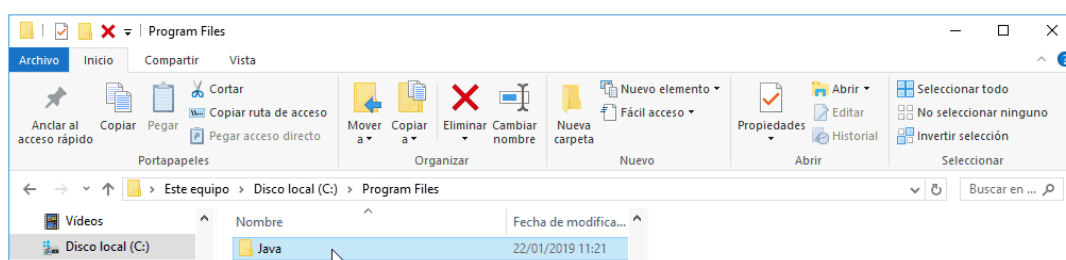 Program Files
Archivo Inicio Compartir Vista
Anclar al acceso rápido
Copiar
Pegar
Cortar
Copiar ruta de acceso
Pegar acceso directo
Portapapeles
Mover a
Copiar a
Eliminar
Cambiar nombre
Organizar
Nueva carpeta
Nuevo elemento
Fácil acceso
Nuevo
Propiedades
Abrir
Editar
Historial
Abrir
Seleccionar todo
No seleccionar ninguno
Invertir selección
Seleccionar
Este equipo > Disco local (C:) > Program Files
Buscar en ...
Vídeos
Disco local (C:)
Nombre
Fecha de modifica...
Java
22/01/2019 11:21